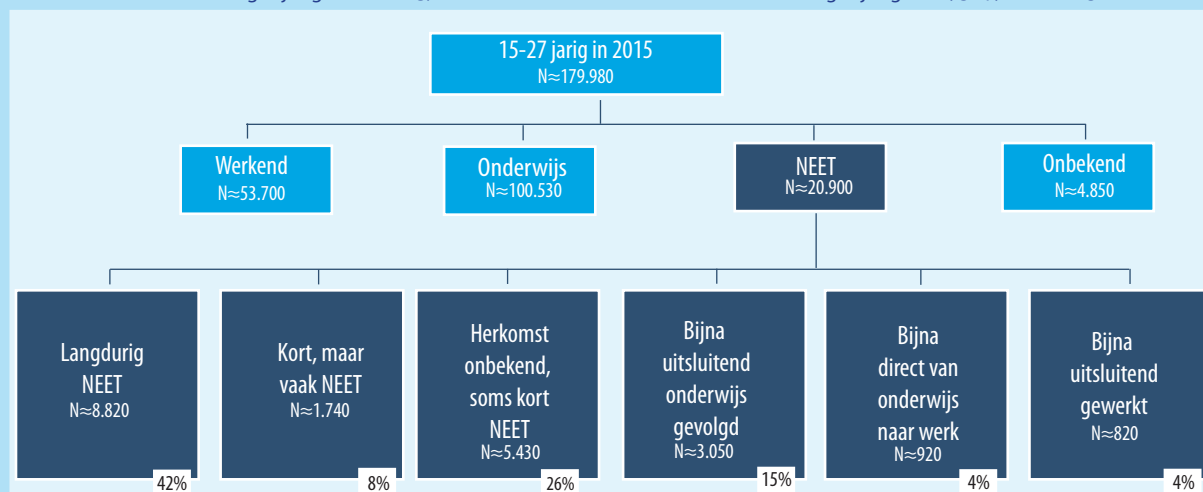 15-27 jarig in 2015
N≈179.980
Werkend
N≈53.700
Onderwijs
N≈100.530
NEET
N≈20.900
Onbekend
N≈4.850
Langdurig
NEET
N≈8.820
42%
Kort, maar
vaak NEET
N≈1.740
8%
Herkomst
onbekend,
soms kort
NEET
N≈5.430
26%
Bijna
uitsluitend
onderwijs
gevolgd
N≈3.050
15%
Bijna
direct van
onderwijs
naar werk
N≈920
4%
Bijna
uitsluitend
gewerkt
N≈820
4%